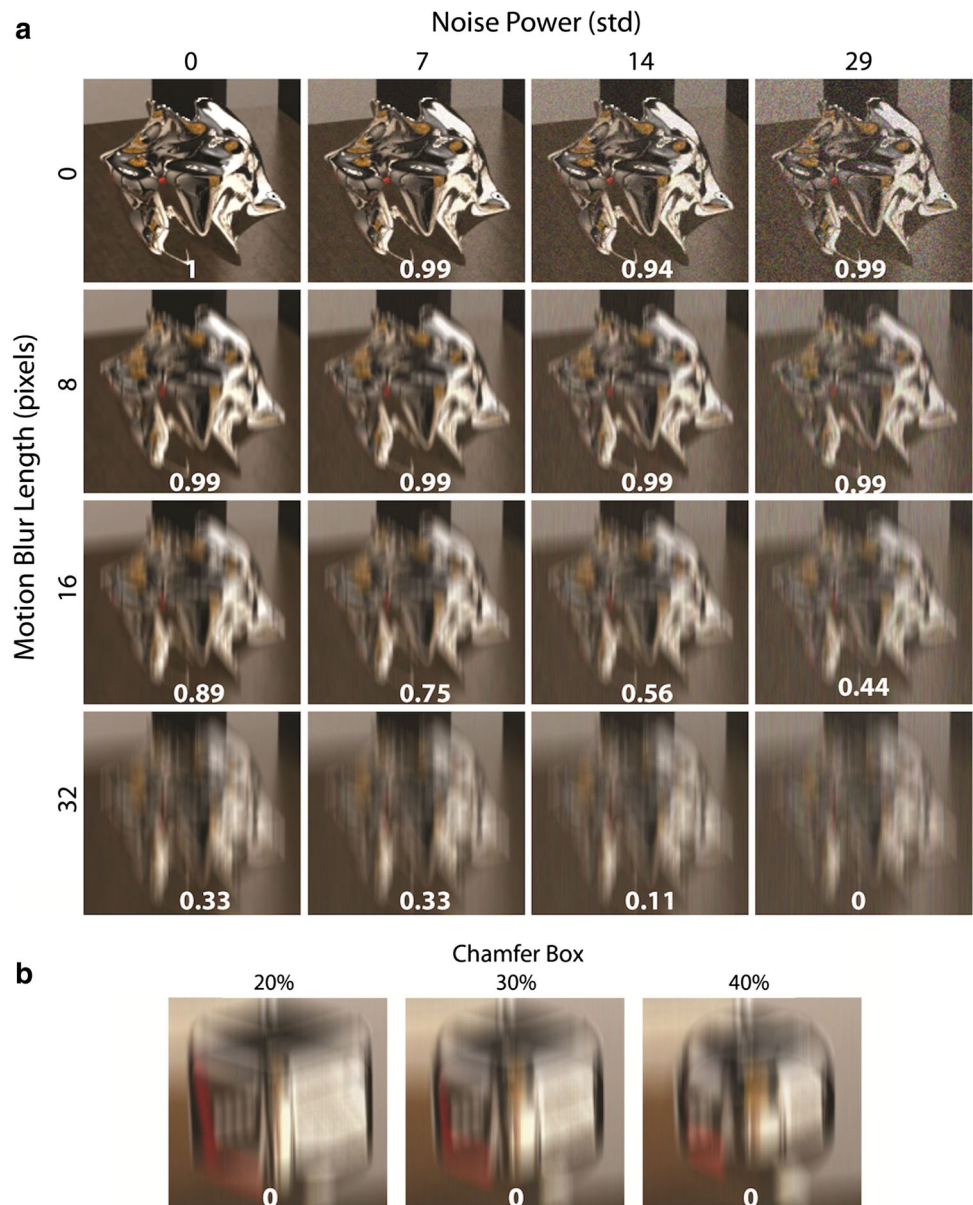 a
Noise Power (std)
0 7 14 29
Motion Blur Length (pixels)
0
1 0.99 0.94 0.99
8
0.99 0.99 0.99 0.99
16
0.89 0.75 0.56 0.44
32
0.33 0.33 0.11 0
b
Chamfer Box
20% 30% 40%
0 0 0